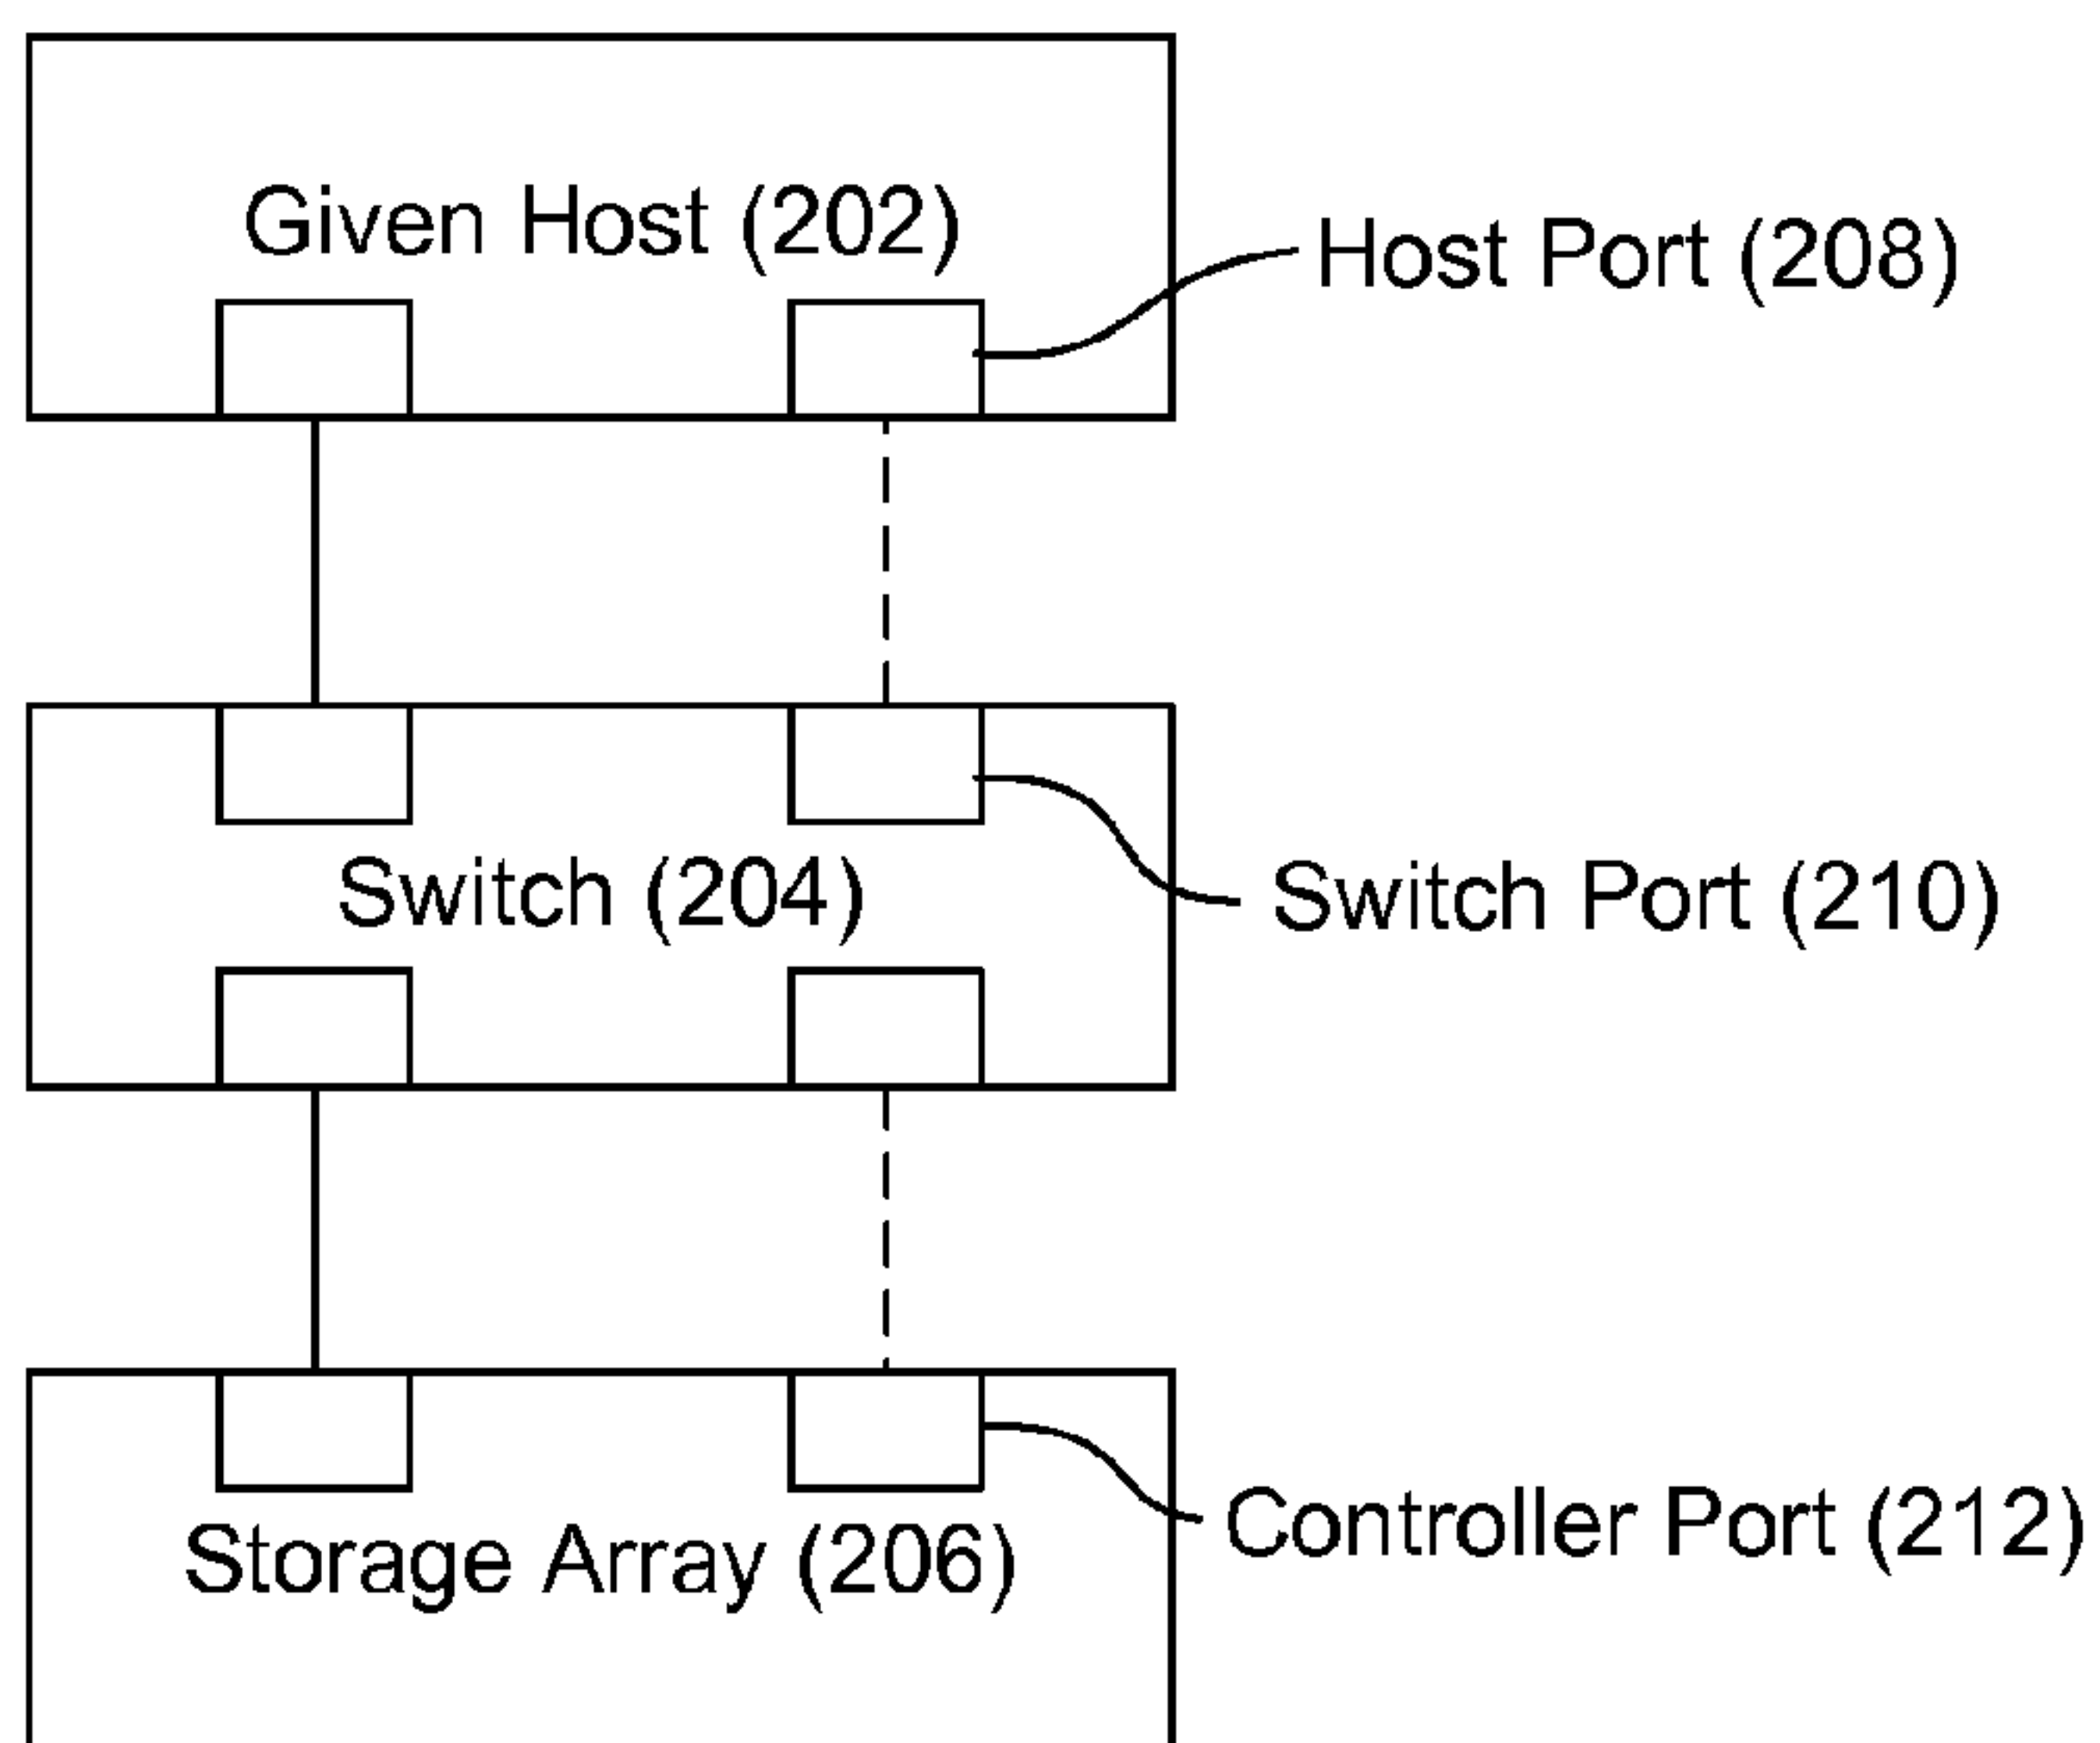 Given Host (202)
Host Port (208)
Switch (204)
Switch Port (210)
Controller Port (212)
Storage Array (206)